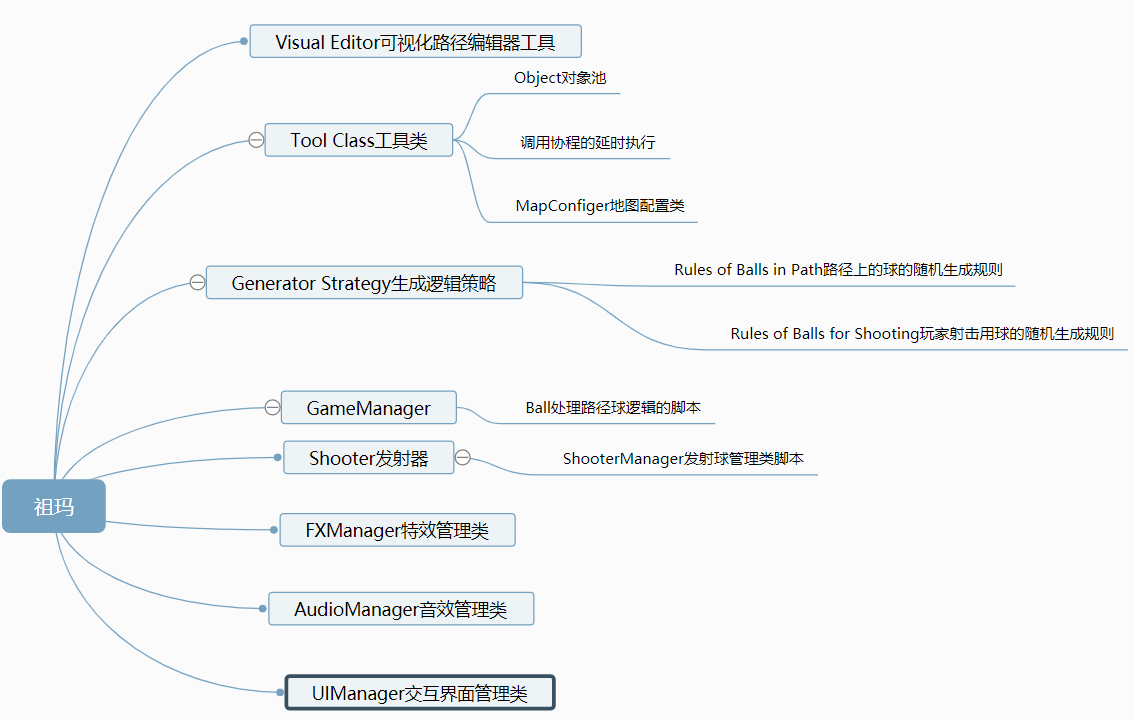 Visual Editor可视化路径编辑器工具
Object对象池
Tool Class工具类
调用协程的延时执行
MapConfiger地图配置类
Rules of Balls in Path路径上的球的随机生成规则
Generator Strategy生成逻辑策略
Rules of Balls for Shooting玩家射击用球的随机生成规则
GameManager
Ball处理路径球逻辑的脚本
Shooter发射器
ShooterManager发射球管理类脚本
祖玛
FXManager特效管理类
AudioManager音效管理类
UIManager交互界面管理类